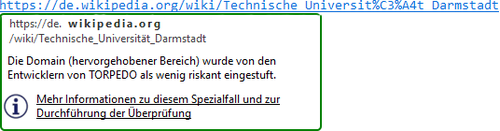 https://de.wikipedia.org/wiki/Technische_Universit%C3%A4t_Darmstadt
https://de. wikipedia.org
/wiki/Technische_Universität_Darmstadt
Die Domain (hervorgehobener Bereich) wurde von den
Entwicklern von TORPEDO als wenig riskant eingestuft.
Mehr Informationen zu diesem Spezialfall und zur
Durchführung der Überprüfung